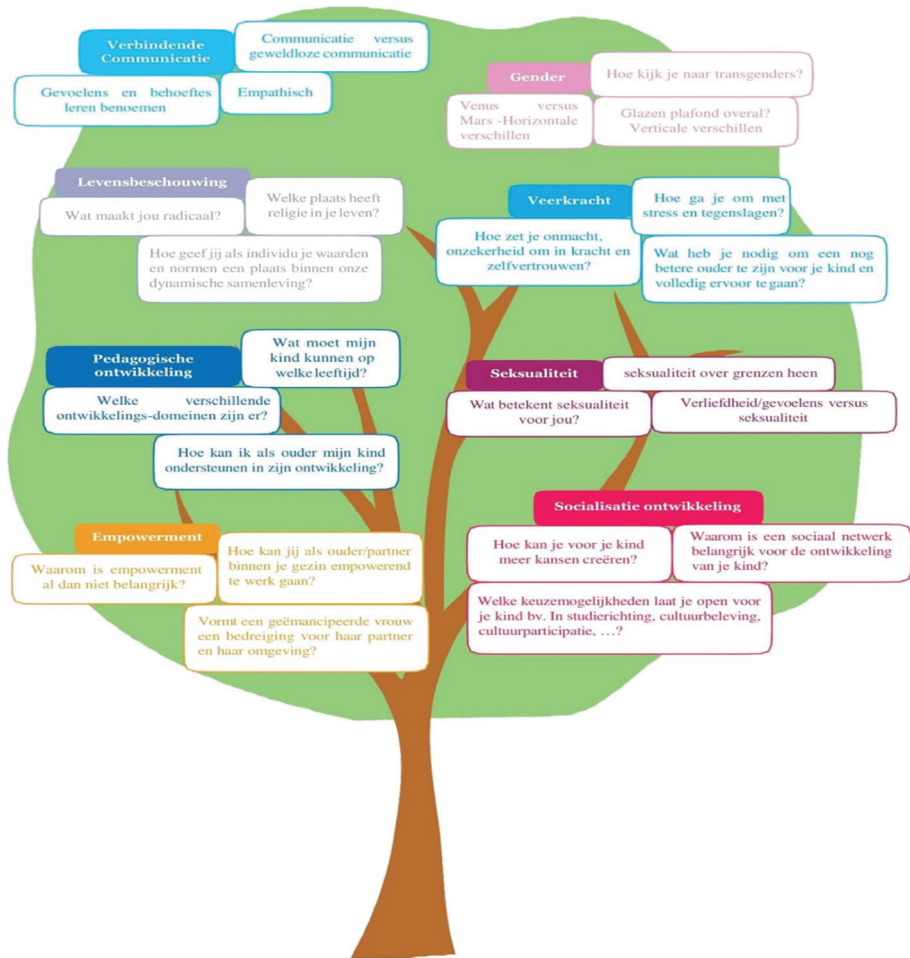 Verbindende
Communicatie
Communicatie versus
geweldloze communicatie
Gevoelens en behoeftes
leren benoemen
Empathisch
Gender
Hoe kijk je naar transgenders?
Venus versus
Mars -Horizontale
verschillen
Glazen plafond overal?
Verticale verschillen
Levensbeschouwing
Welke plaats heeft
religie in je leven?
Wat maakt jou radicaal?
Hoe geef jij als individu je waarden
en normen een plaats binnen onze
dynamische samenleving?
Veerkracht
Hoe ga je om met
stress en tegenslagen?
Hoe zet je onmacht,
onzekerheid om in kracht en
zelfvertrouwen?
Wat heb je nodig om een nog
betere ouder te zijn voor je kind en
volledig ervoor te gaan?
Pedagogische
ontwikkeling
Wat moet mijn
kind kunnen op
welke leeftijd?
Welke verschillende
ontwikkelings-domeinen zijn er?
Hoe kan ik als ouder mijn kind
ondersteunen in zijn ontwikkeling?
Seksualiteit
seksualiteit over grenzen heen
Wat betekent seksualiteit
voor jou?
Verliefdheid/gevoelens versus
seksualiteit
Empowerment
Hoe kan jij als ouder/partner
binnen je gezin empowerend
te werk gaan?
Waarom is empowerment
al dan niet belangrijk?
Vormt een geëmancipeerde vrouw
een bedreiging voor haar partner
en haar omgeving?
Socialisatie ontwikkeling
Hoe kan je voor je kind
meer kansen creëren?
Waarom is een sociaal netwerk
belangrijk voor de ontwikkeling
van je kind?
Welke keuzemogelijkheden laat je open voor
je kind bv. In studierichting, cultuurbeleving,
cultuurparticipatie, …?